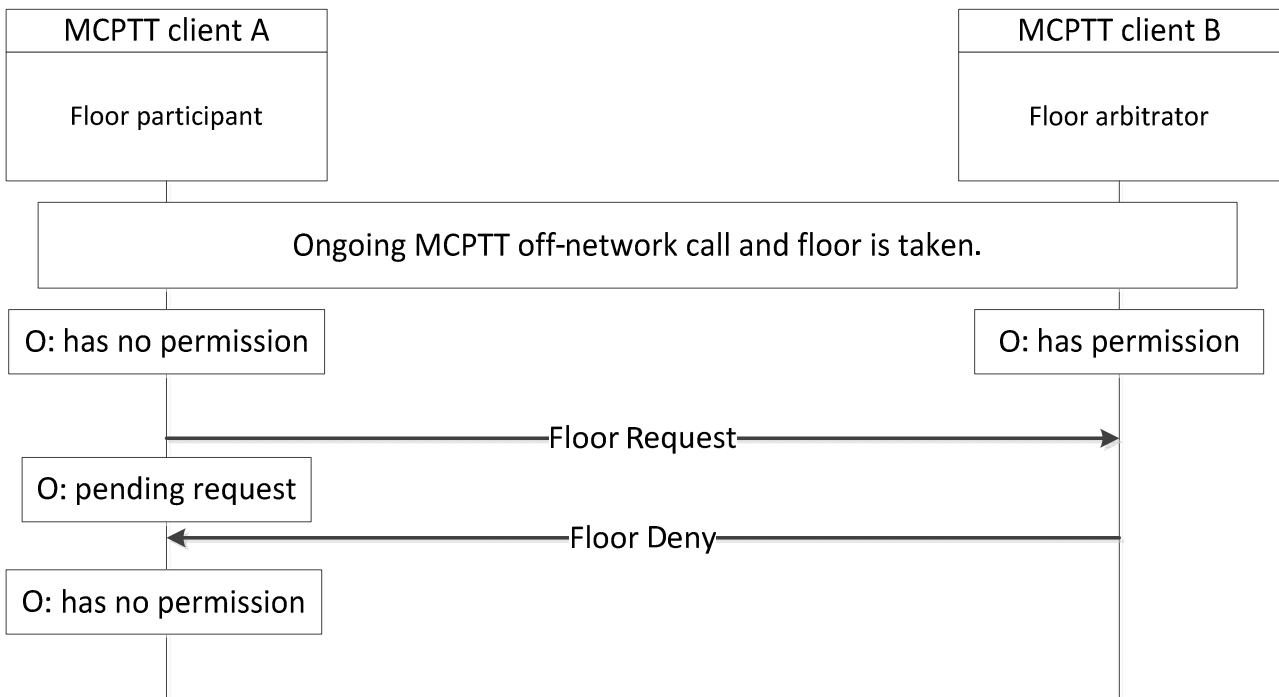 MCPTT client A
MCPTT client B
Floor participant
Floor arbitrator
Ongoing MCPTT off-network call and floor is taken.
O: has no permission
O: has permission
Floor Request
O: pending request
Floor Deny
O: has no permission